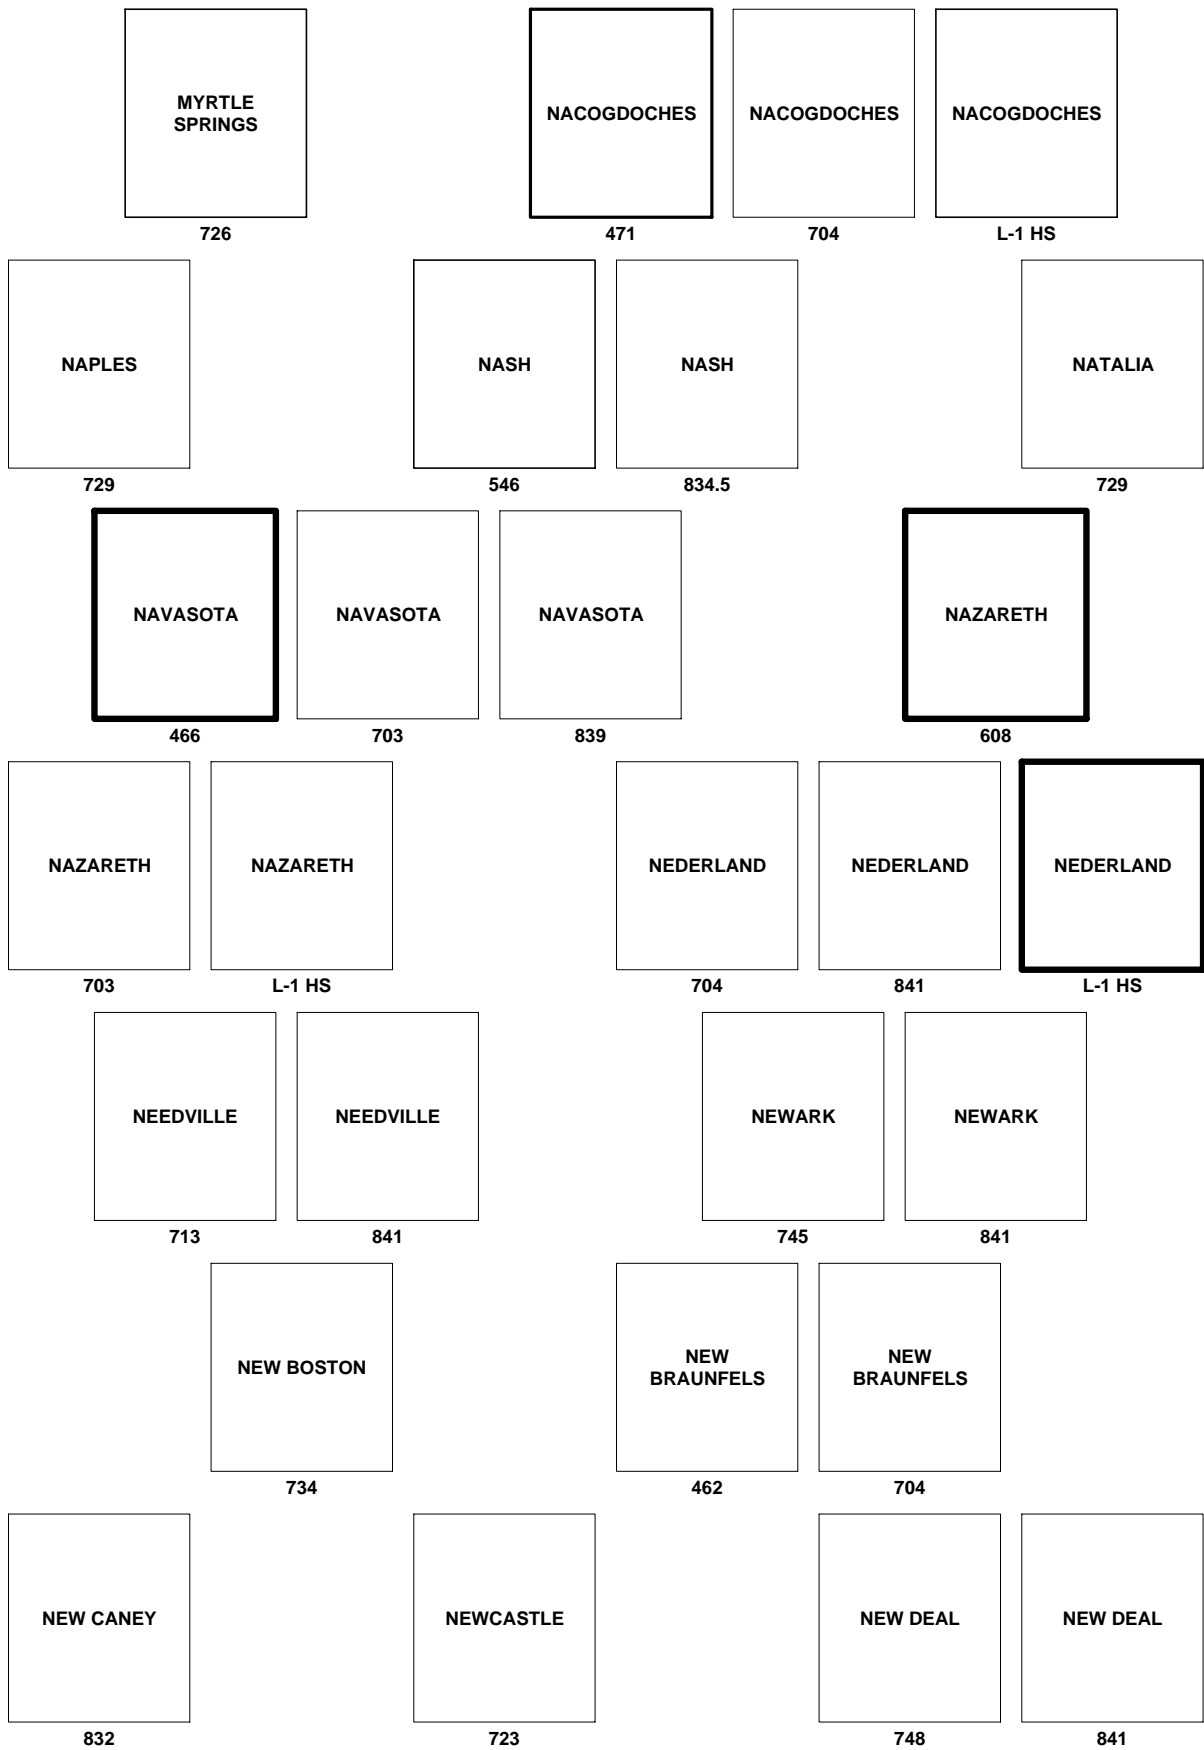 MYRTLE
SPRINGS
NACOGDOCHES
NACOGDOCHES
NACOGDOCHES
726
471
704
L-1 HS
NAPLES
NASH
NASH
NATALIA
729
546
834.5
729
NAVASOTA
NAVASOTA
NAVASOTA
NAZARETH
466
703
839
608
NAZARETH
NAZARETH
NEDERLAND
NEDERLAND
NEDERLAND
703
L-1 HS
704
841
L-1 HS
NEEDVILLE
NEEDVILLE
NEWARK
NEWARK
713
841
745
841
NEW BOSTON
NEW
BRAUNFELS
NEW
BRAUNFELS
734
462
704
NEW CANEY
NEWCASTLE
NEW DEAL
NEW DEAL
832
723
748
841